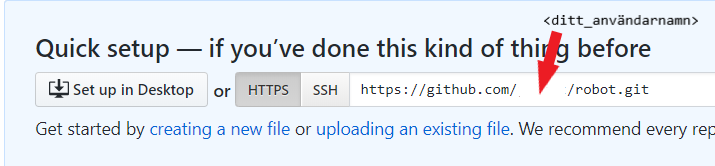 <ditt_användarnamn>
Quick setup — if you've done this kind of thing before
Set up in Desktop or HTTPS SSH https://github.com/ /robot.git
Get started by creating a new file or uploading an existing file. We recommend every rep